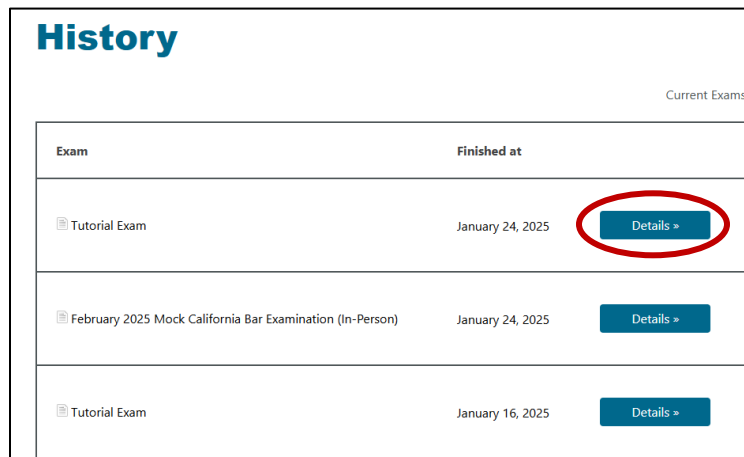 History
Current Exams
Exam Finished at
Tutorial Exam January 24, 2025 Details »
February 2025 Mock California Bar Examination (In-Person) January 24, 2025 Details »
Tutorial Exam January 16, 2025 Details »